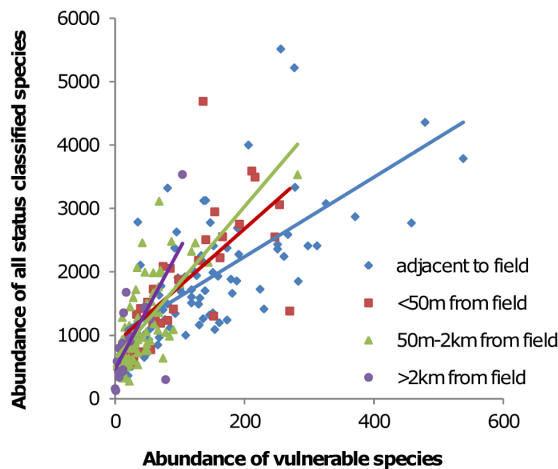 Abundance of all status classified species
6000
5000
4000
3000
2000
1000
0
adjacent to field
<50m from field
50m-2km from field
>2km from field
0 200 400 600
Abundance of vulnerable species